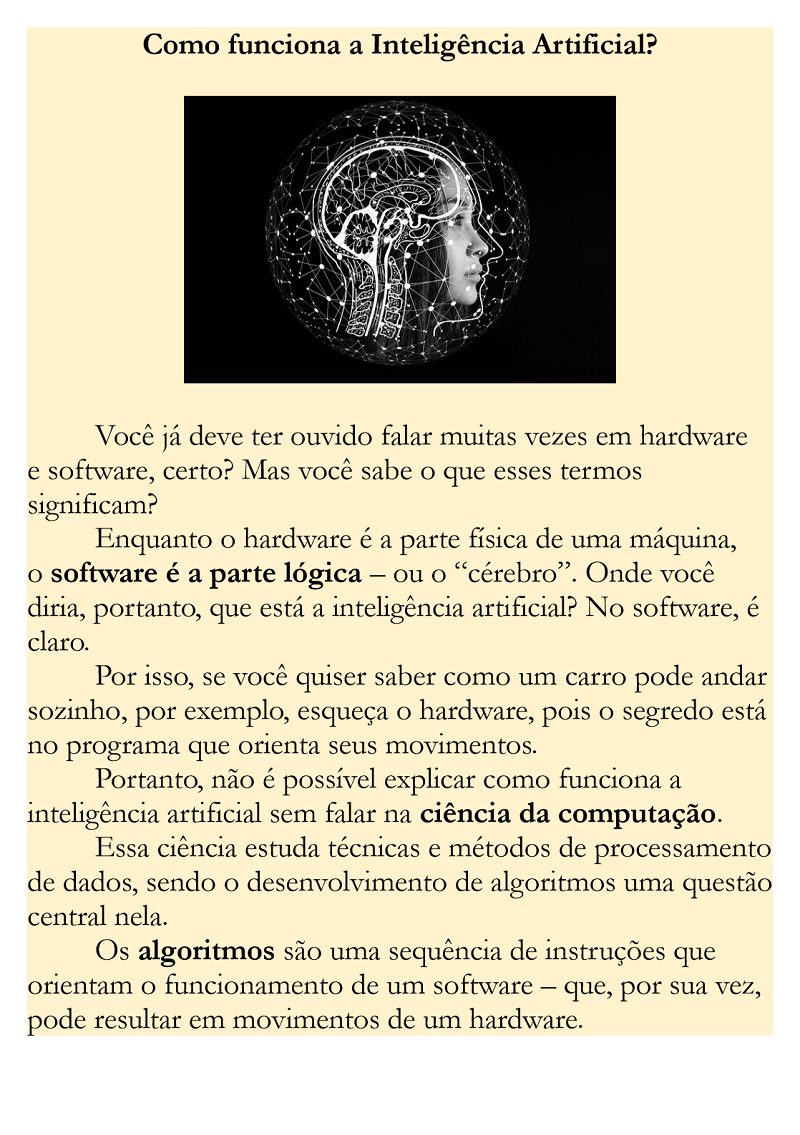 Como funciona a Inteligência Artificial?
Você já deve ter ouvido falar muitas vezes em hardware
e software, certo? Mas você sabe o que esses termos
significam?
Enquanto o hardware é a parte física de uma máquina,
o software é a parte lógica – ou o “cérebro”. Onde você
diria, portanto, que está a inteligência artificial? No software, é
claro.
Por isso, se você quiser saber como um carro pode andar
sozinho, por exemplo, esqueça o hardware, pois o segredo está
no programa que orienta seus movimentos.
Portanto, não é possível explicar como funciona a
inteligência artificial sem falar na ciência da computação.
Essa ciência estuda técnicas e métodos de processamento
de dados, sendo o desenvolvimento de algoritmos uma questão
central nela.
Os algoritmos são uma sequência de instruções que
orientam o funcionamento de um software – que, por sua vez,
pode resultar em movimentos de um hardware.